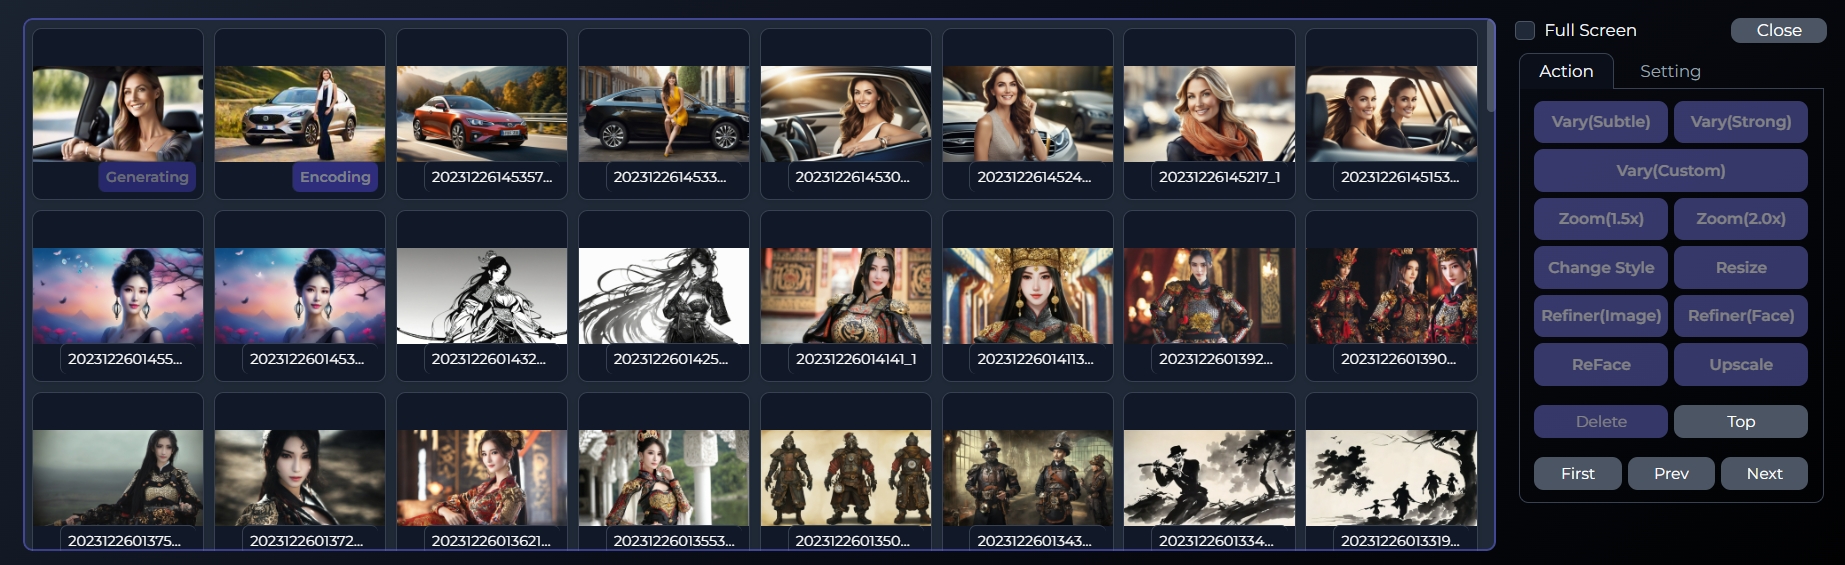 Full Screen
Close
Action
Setting
Vary(Subtle)
Vary(Strong)
Vary(Custom)
Zoom(1.5x)
Zoom(2.0x)
Change Style
Resize
Refiner(Image)
Refiner(Face)
ReFace
Upscale
Delete
Top
First
Prev
Next
Generating
Encoding
20231226145357...
2023122614533...
2023122614530...
2023122614524...
20231226145217_1
20231226145153...
2023122601455...
2023122601453...
2023122601432...
2023122601425...
20231226014141_1
20231226014113...
2023122601392...
2023122601390...
2023122601375...
2023122601372...
20231226013621...
20231226013553...
2023122601350...
2023122601343...
2023122601334...
20231226013319...